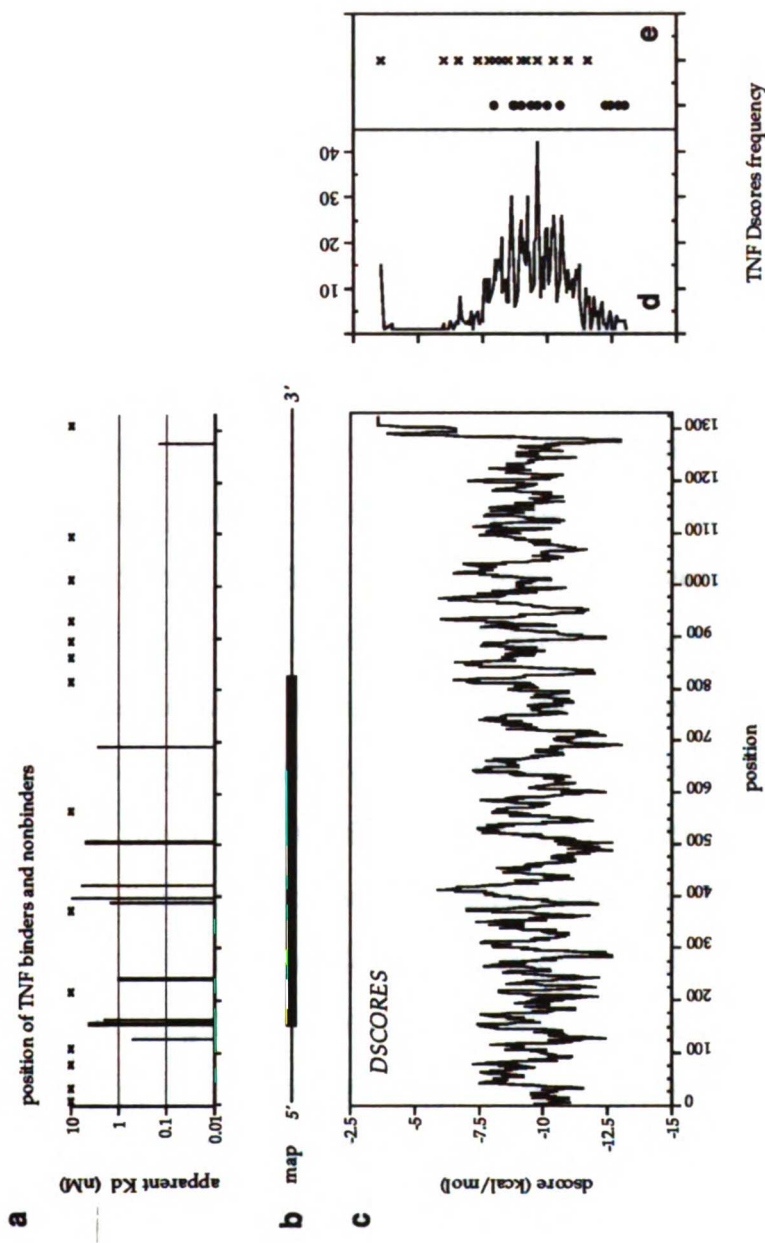 a
position of TNF binders and nonbinders
apparent Kd (nM)
10
1
0.1
0.01
b
map
5'
3'
c
DSCORES
dscore (kcal/mol)
-2.5
-5
-7.5
-10
-12.5
-15
0
100
200
300
400
500
600
700
800
900
1000
1100
1200
1300
position
10
20
30
40
d
e
TNF Dscores frequency